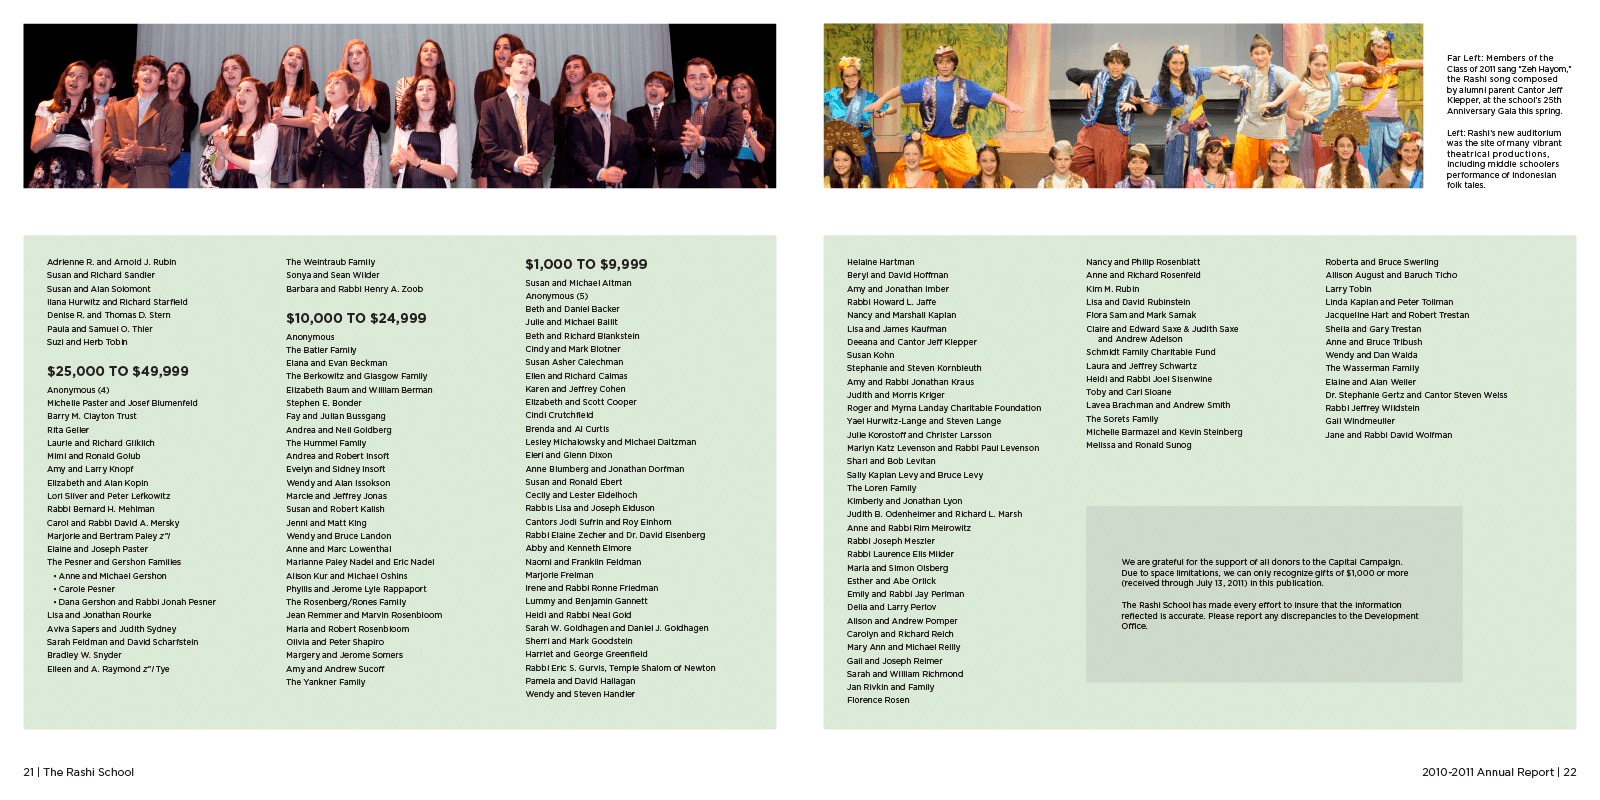 Far Left: Members of the
Class of 2011 sang “Zeh Hayom,”
the Rashi song composed
by alumni parent Cantor Jeff
Klepper, at the school’s 25th
Anniversary Gala this spring.
Left: Rashi’s new auditorium
was the site of many vibrant
theatrical productions,
including middle schoolers
performance of Indonesian
folk tales.
Adrienne R. and Arnold J. Rubin
Susan and Richard Sandler
Susan and Alan Solomont
Ilana Hurwitz and Richard Starfield
Denise R. and Thomas D. Stern
Paula and Samuel O. Thier
Suzi and Herb Tobin
$25,000 TO $49,999
Anonymous (4)
Michelle Paster and Josef Blumenfeld
Barry M. Clayton Trust
Rita Geller
Laurie and Richard Gliklich
Mimi and Ronald Golub
Amy and Larry Knopf
Elizabeth and Alan Kopin
Lori Silver and Peter Lefkowitz
Rabbi Bernard H. Mehlman
Carol and Rabbi David A. Mersky
Marjorie and Bertram Paley z”l
Elaine and Joseph Paster
The Pesner and Gershon Families
• Anne and Michael Gershon
• Carole Pesner
• Dana Gershon and Rabbi Jonah Pesner
Lisa and Jonathan Rourke
Aviva Sapers and Judith Sydney
Sarah Feldman and David Scharfstein
Bradley W. Snyder
Eileen and A. Raymond z”l Tye
The Weintraub Family
Sonya and Sean Wilder
Barbara and Rabbi Henry A. Zoob
$10,000 TO $24,999
Anonymous
The Batler Family
Elana and Evan Beckman
The Berkowitz and Glasgow Family
Elizabeth Baum and William Berman
Stephen E. Bonder
Fay and Julian Bussgang
Andrea and Neil Goldberg
The Hummel Family
Andrea and Robert Insoft
Evelyn and Sidney Insoft
Wendy and Alan Issokson
Marcie and Jeffrey Jonas
Susan and Robert Kalish
Jenni and Matt King
Wendy and Bruce Landon
Anne and Marc Lowenthal
Marianne Paley Nadel and Eric Nadel
Alison Kur and Michael Oshins
Phyllis and Jerome Lyle Rappaport
The Rosenberg/Rones Family
Jean Remmer and Marvin Rosenbloom
Marla and Robert Rosenbloom
Olivia and Peter Shapiro
Margery and Jerome Somers
Amy and Andrew Sucoff
The Yankner Family
$1,000 TO $9,999
Susan and Michael Altman
Anonymous (5)
Beth and Daniel Backer
Julie and Michael Bailit
Beth and Richard Blankstein
Cindy and Mark Blotner
Susan Asher Calechman
Ellen and Richard Calmas
Karen and Jeffrey Cohen
Elizabeth and Scott Cooper
Cindi Crutchfield
Brenda and Al Curtis
Lesley Michalowsky and Michael Daitzman
Eleri and Glenn Dixon
Anne Blumberg and Jonathan Dorfman
Susan and Ronald Ebert
Cecily and Lester Eidelhoch
Rabbis Lisa and Joseph Eiduson
Cantors Jodi Sufrin and Roy Einhorn
Rabbi Elaine Zecher and Dr. David Eisenberg
Abby and Kenneth Elmore
Naomi and Franklin Feldman
Marjorie Freiman
Irene and Rabbi Ronne Friedman
Lummy and Benjamin Gannett
Heidi and Rabbi Neal Gold
Sarah W. Goldhagen and Daniel J. Goldhagen
Sherri and Mark Goodstein
Harriet and George Greenfield
Rabbi Eric S. Gurvis, Temple Shalom of Newton
Pamela and David Hallagan
Wendy and Steven Handler
Helaine Hartman
Beryl and David Hoffman
Amy and Jonathan Imber
Rabbi Howard L. Jaffe
Nancy and Marshall Kaplan
Lisa and James Kaufman
Deeana and Cantor Jeff Klepper
Susan Kohn
Stephanie and Steven Kornbleuth
Amy and Rabbi Jonathan Kraus
Judith and Morris Kriger
Roger and Myrna Landay Charitable Foundation
Yael Hurwitz-Lange and Steven Lange
Julie Korostoff and Christer Larsson
Marlyn Katz Levenson and Rabbi Paul Levenson
Shari and Bob Levitan
Sally Kaplan Levy and Bruce Levy
The Loren Family
Kimberly and Jonathan Lyon
Judith B. Odenheimer and Richard L. Marsh
Anne and Rabbi Rim Meirowitz
Rabbi Joseph Meszler
Rabbi Laurence Elis Milder
Marla and Simon Olsberg
Esther and Abe Orlick
Emily and Rabbi Jay Perlman
Delia and Larry Perlov
Alison and Andrew Pomper
Carolyn and Richard Reich
Mary Ann and Michael Reilly
Gail and Joseph Reimer
Sarah and William Richmond
Jan Rivkin and Family
Florence Rosen
Nancy and Philip Rosenblatt
Anne and Richard Rosenfeld
Kim M. Rubin
Lisa and David Rubinstein
Flora Sam and Mark Sarnak
Claire and Edward Saxe & Judith Saxe
and Andrew Adelson
Schmidt Family Charitable Fund
Laura and Jeffrey Schwartz
Heidi and Rabbi Joel Sisenwine
Toby and Carl Sloane
Lavea Brachman and Andrew Smith
The Sorets Family
Michelle Barmazel and Kevin Steinberg
Melissa and Ronald Sunog
Roberta and Bruce Swerling
Allison August and Baruch Ticho
Larry Tobin
Linda Kaplan and Peter Tollman
Jacqueline Hart and Robert Trestan
Sheila and Gary Trestan
Anne and Bruce Tribush
Wendy and Dan Walda
The Wasserman Family
Elaine and Alan Weiler
Dr. Stephanie Gertz and Cantor Steven Weiss
Rabbi Jeffrey Wildstein
Gail Windmueller
Jane and Rabbi David Wolfman
We are grateful for the support of all donors to the Capital Campaign.
Due to space limitations, we can only recognize gifts of $1,000 or more
(received through July 13, 2011) in this publication.
The Rashi School has made every effort to insure that the information
reflected is accurate. Please report any discrepancies to the Development
Office.
21 | The Rashi School
2010-2011 Annual Report | 22